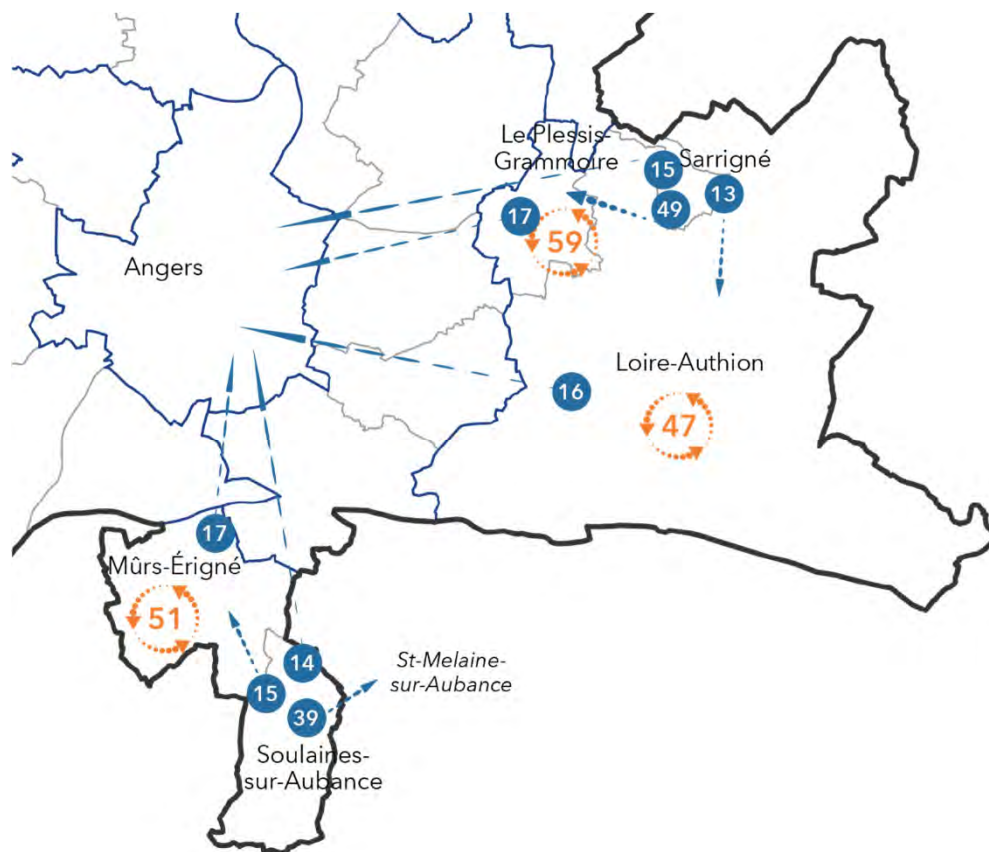 Le Plessis-
Grammoire
Sarrigné
15
13
49
17
59
Angers
Loire-Authion
16
47
17
Mûrs-Érigné
51
14
St-Melaine-
sur-Aubance
15
39
Soulaines-
sur-Aubance